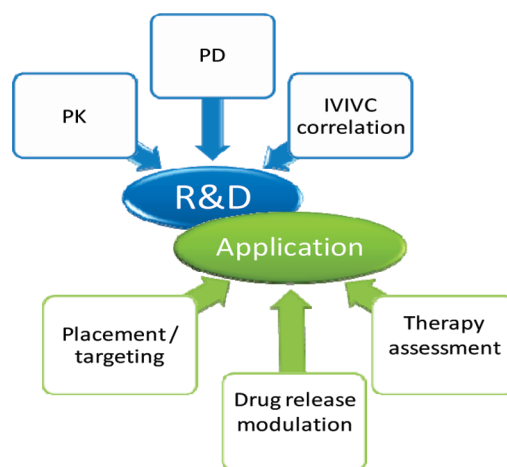 PD
PK
IVIVC
correlation
R&D
Application
Placement /
targeting
Therapy
assessment
Drug release
modulation